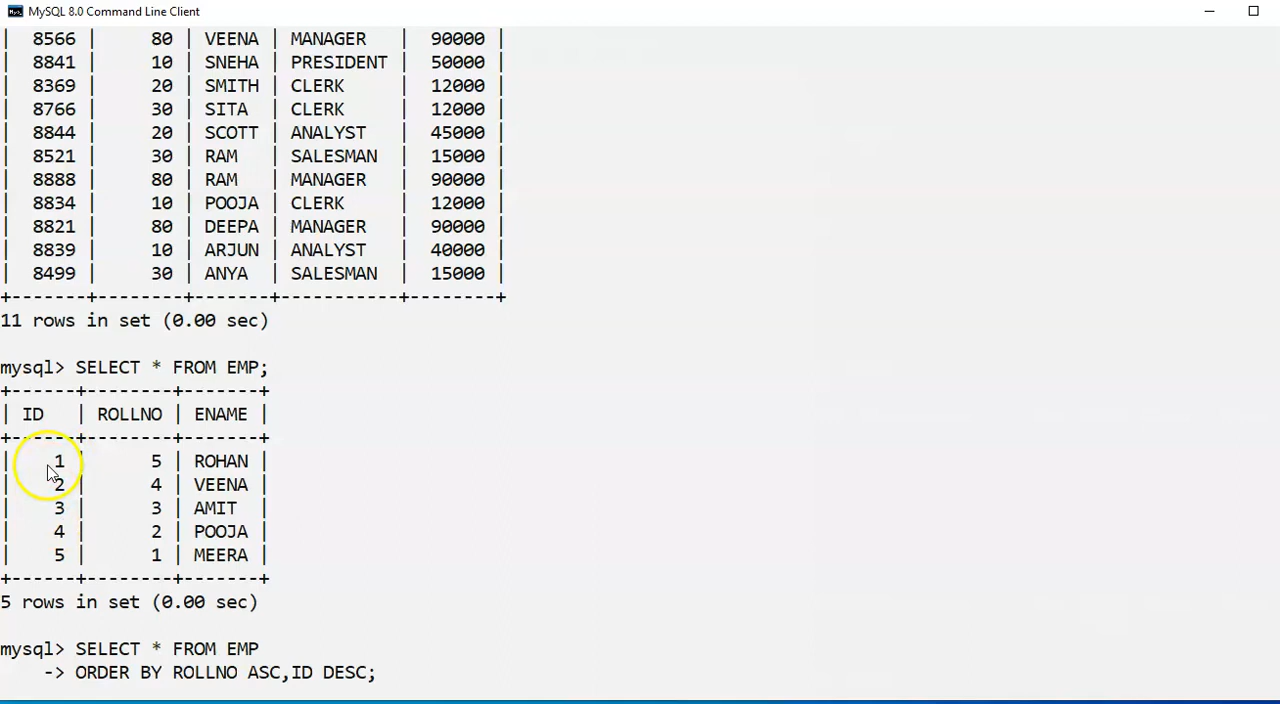 MySQL 8.0 Command Line Client
|  8566 |     80 | VEENA | MANAGER   |  90000 |
|  8841 |     10 | SNEHA | PRESIDENT |  50000 |
|  8369 |     20 | SMITH | CLERK     |  12000 |
|  8766 |     30 | SITA  | CLERK     |  12000 |
|  8844 |     20 | SCOTT | ANALYST   |  45000 |
|  8521 |     30 | RAM   | SALESMAN  |  15000 |
|  8888 |     80 | RAM   | MANAGER   |  90000 |
|  8834 |     10 | POOJA | CLERK     |  12000 |
|  8821 |     80 | DEEPA | MANAGER   |  90000 |
|  8839 |     10 | ARJUN | ANALYST   |  40000 |
|  8499 |     30 | ANYA  | SALESMAN  |  15000 |
+-------+--------+-------+-----------+--------+
11 rows in set (0.00 sec)
mysql> SELECT * FROM EMP;
+------+--------+-------+
| ID   | ROLLNO | ENAME |
+------+--------+-------+
|    1 |      5 | ROHAN |
|    2 |      4 | VEENA |
|    3 |      3 | AMIT  |
|    4 |      2 | POOJA |
|    5 |      1 | MEERA |
+------+--------+-------+
5 rows in set (0.00 sec)
mysql> SELECT * FROM EMP
    -> ORDER BY ROLLNO ASC,ID DESC;